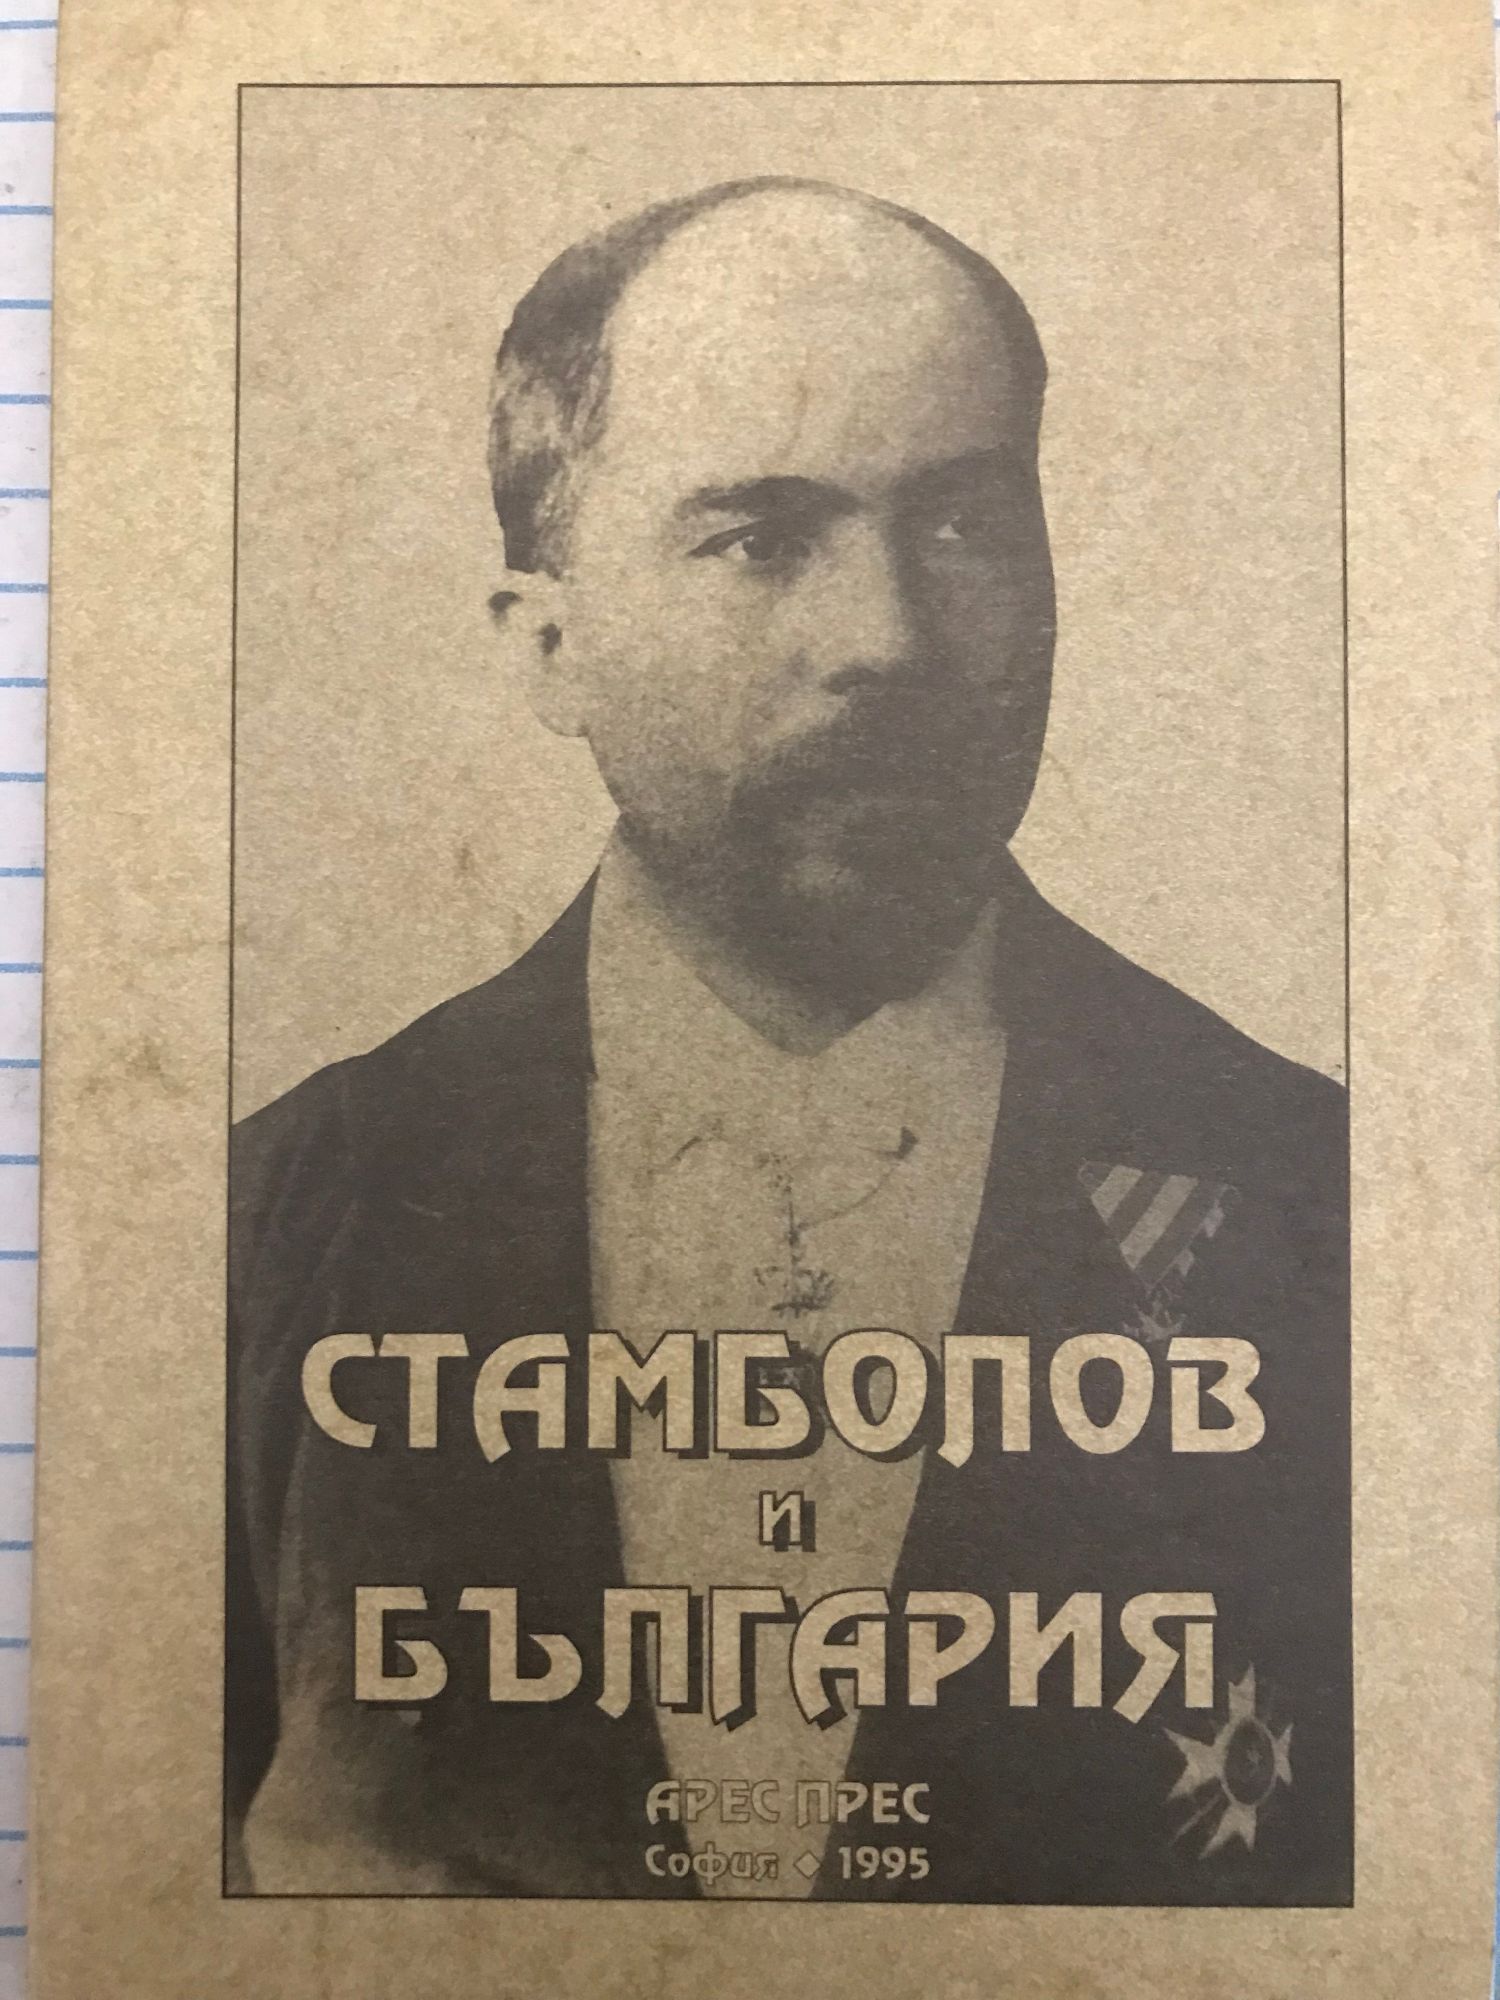 СТАМБОЛОВ
и
БЪЛГАРИЯ
АРЕС ПРЕС
София ◆ 1995